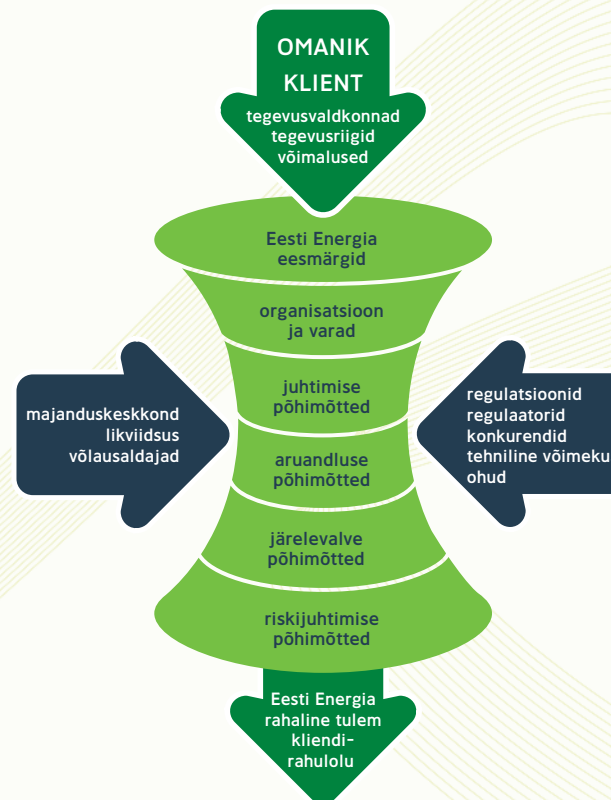 OMANIK
KLIENT
tegevusvaldkonnad
tegevusriigid
võimalused
Eesti Energia
eesmärgid
organisatsioon
ja varad
juhtimise
põhimõtted
majanduskeskkond
likviidsus
võlausaldajad
regulatsioonid
regulaatorid
konkurendid
tehniline võimeku
ohud
aruandluse
põhimõtted
järelevalve
põhimõtted
riskijuhtimise
põhimõtted
Eesti Energia
rahaline tulem
kliendi-
rahulolu